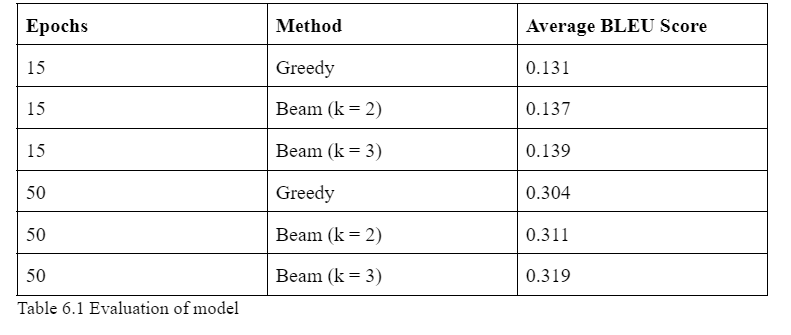 Epochs Method Average BLEU Score
15 Greedy 0.131
15 Beam (k = 2) 0.137
15 Beam (k = 3) 0.139
50 Greedy 0.304
50 Beam (k = 2) 0.311
50 Beam (k = 3) 0.319
Table 6.1 Evaluation of model